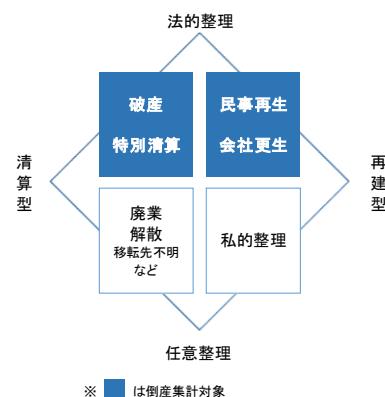 法的整理
破産
特別清算
民事再生
会社更生
清算型
再建型
廃業
解散
移転先不明
など
私的整理
任意整理
※ は倒産集計対象